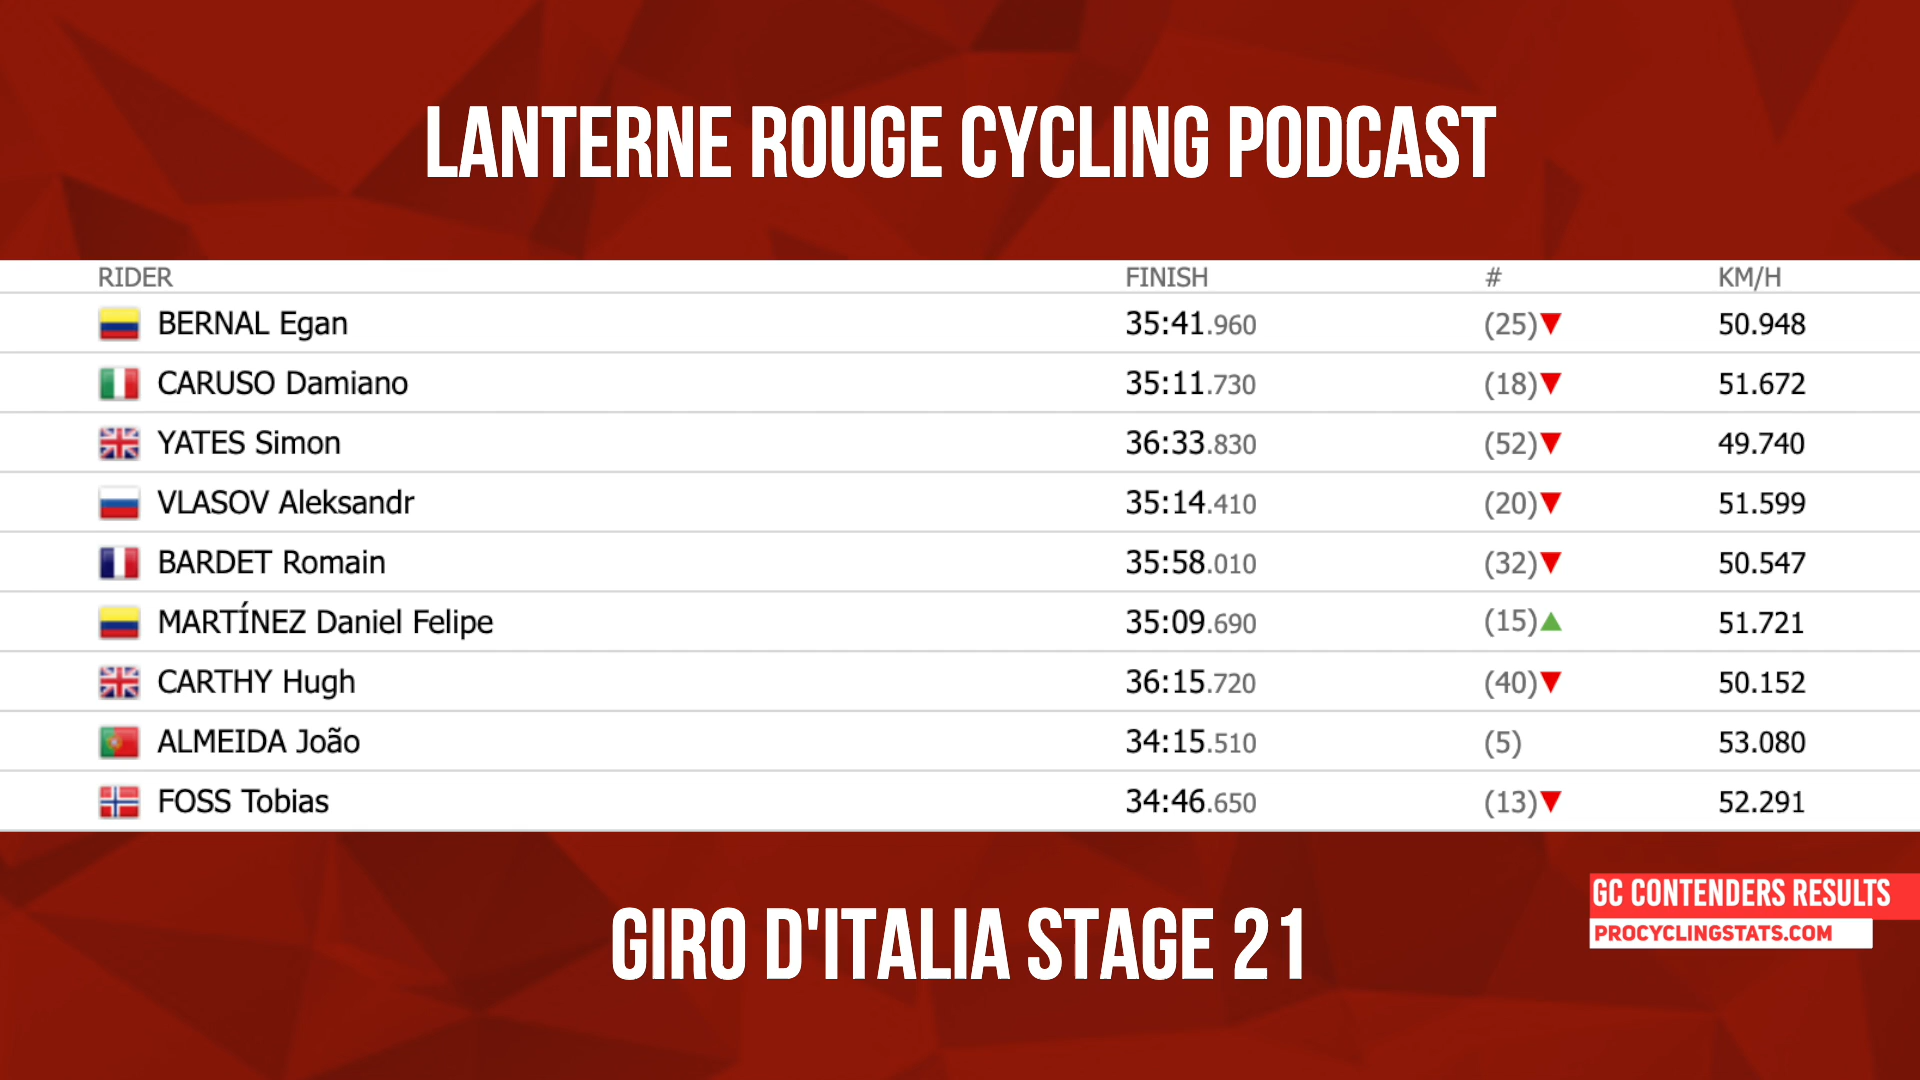 LANTERNE ROUGE CYCLING PODCAST
RIDER FINISH # KM/H
BERNAL Egan 35:41.960 (25)▼ 50.948
CARUSO Damiano 35:11.730 (18)▼ 51.672
YATES Simon 36:33.830 (52)▼ 49.740
VLASOV Aleksandr 35:14.410 (20)▼ 51.599
BARDET Romain 35:58.010 (32)▼ 50.547
MARTÍNEZ Daniel Felipe 35:09.690 (15)▲ 51.721
CARTHY Hugh 36:15.720 (40)▼ 50.152
ALMEIDA João 34:15.510 (5) 53.080
FOSS Tobias 34:46.650 (13)▼ 52.291
GC CONTENDERS RESULTS
PROCYCLINGSTATS.COM
GIRO D'ITALIA STAGE 21